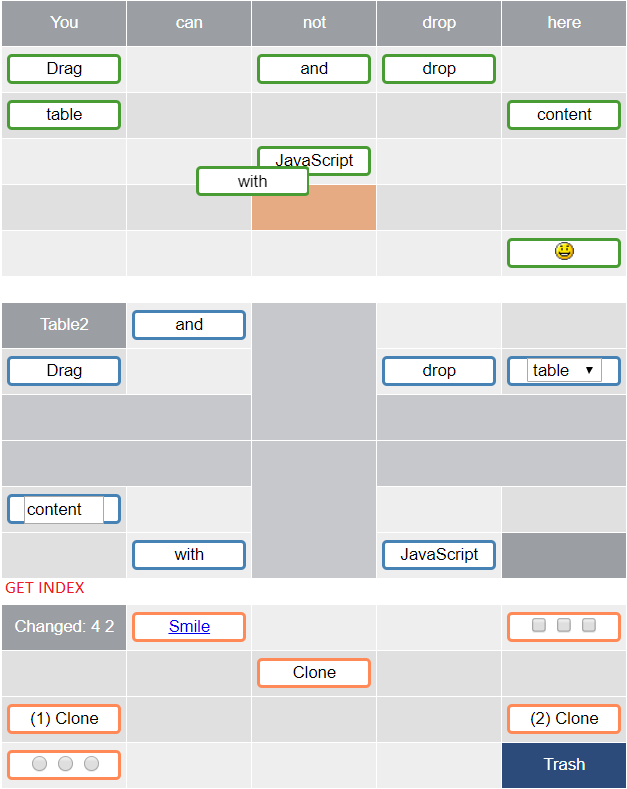 You can not drop here
Drag and drop
table content
JavaScript
with
Table2 and
Drag drop table
content
with JavaScript
GET INDEX
Changed: 4 2 Smile
Clone
(1) Clone (2) Clone
Trash